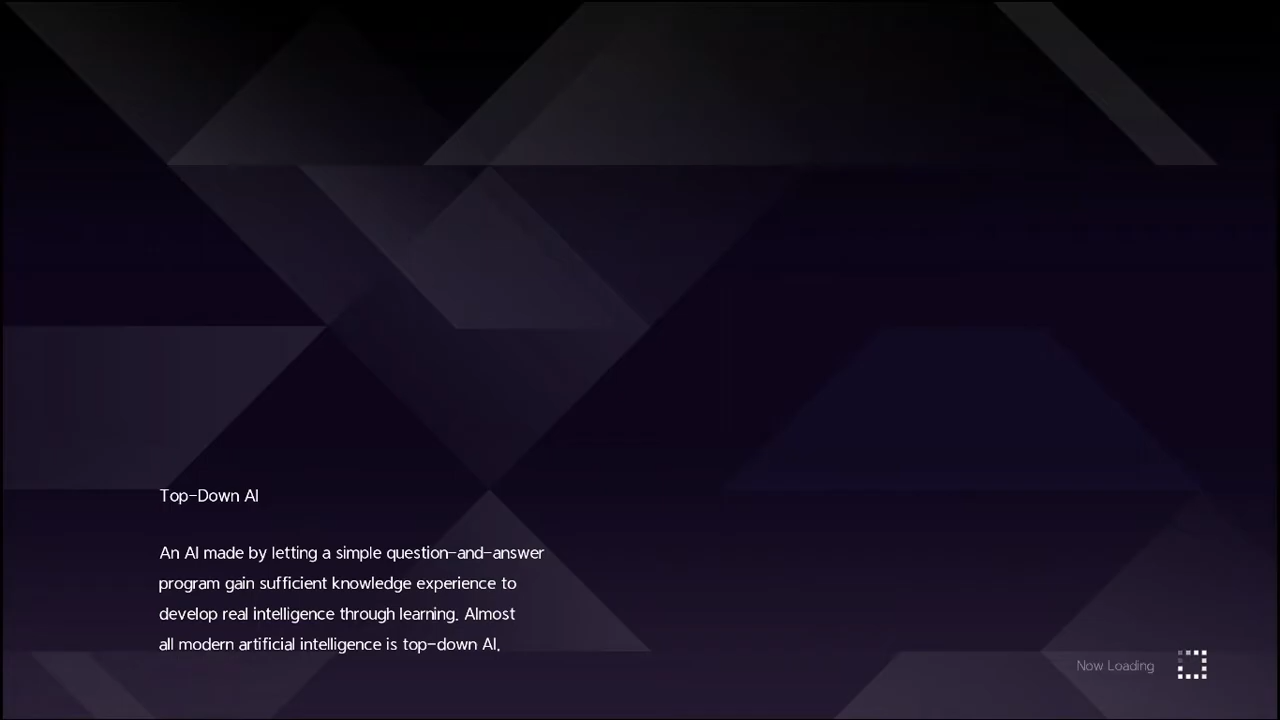 Top-Down AI
An AI made by letting a simple question-and-answer
program gain sufficient knowledge experience to
develop real intelligence through learning. Almost
all modern artificial intelligence is top-down AI.
Now Loading